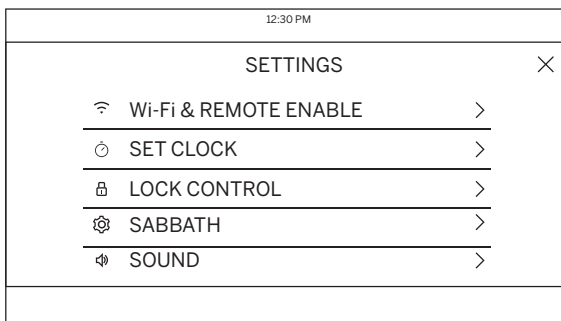 12:30 PM
SETTINGS
Wi-Fi & REMOTE ENABLE
SET CLOCK
LOCK CONTROL
SABBATH
SOUND